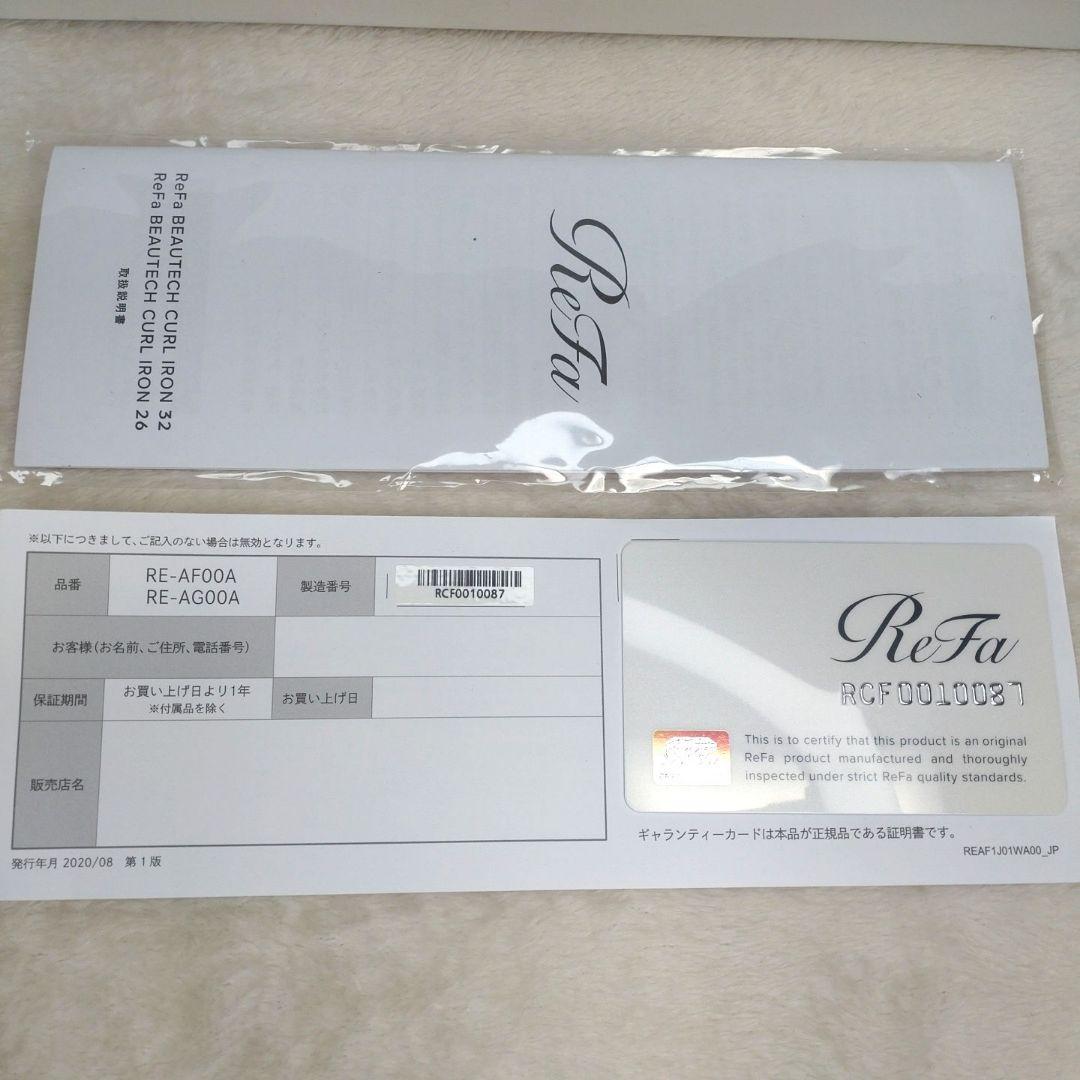 ReFa BEAUTECH CURL IRON 32
ReFa BEAUTECH CURL IRON 26
取扱説明書
ReFa
※以下につきまして、ご記入のない場合は無効となります。
品番
RE-AF00A
RE-AG00A
製造番号
RCF0010087
お客様(お名前、ご住所、電話番号)
保証期間
お買い上げ日より1年
※付属品を除く
お買い上げ日
販売店名
発行年月 2020/08 第1版
ReFa
RCF0010087
This is to certify that this product is an original
ReFa product manufactured and thoroughly
inspected under strict ReFa quality standards.
ギャランティーカードは本品が正規品である証明書です。
REAF1J01WA00_JP